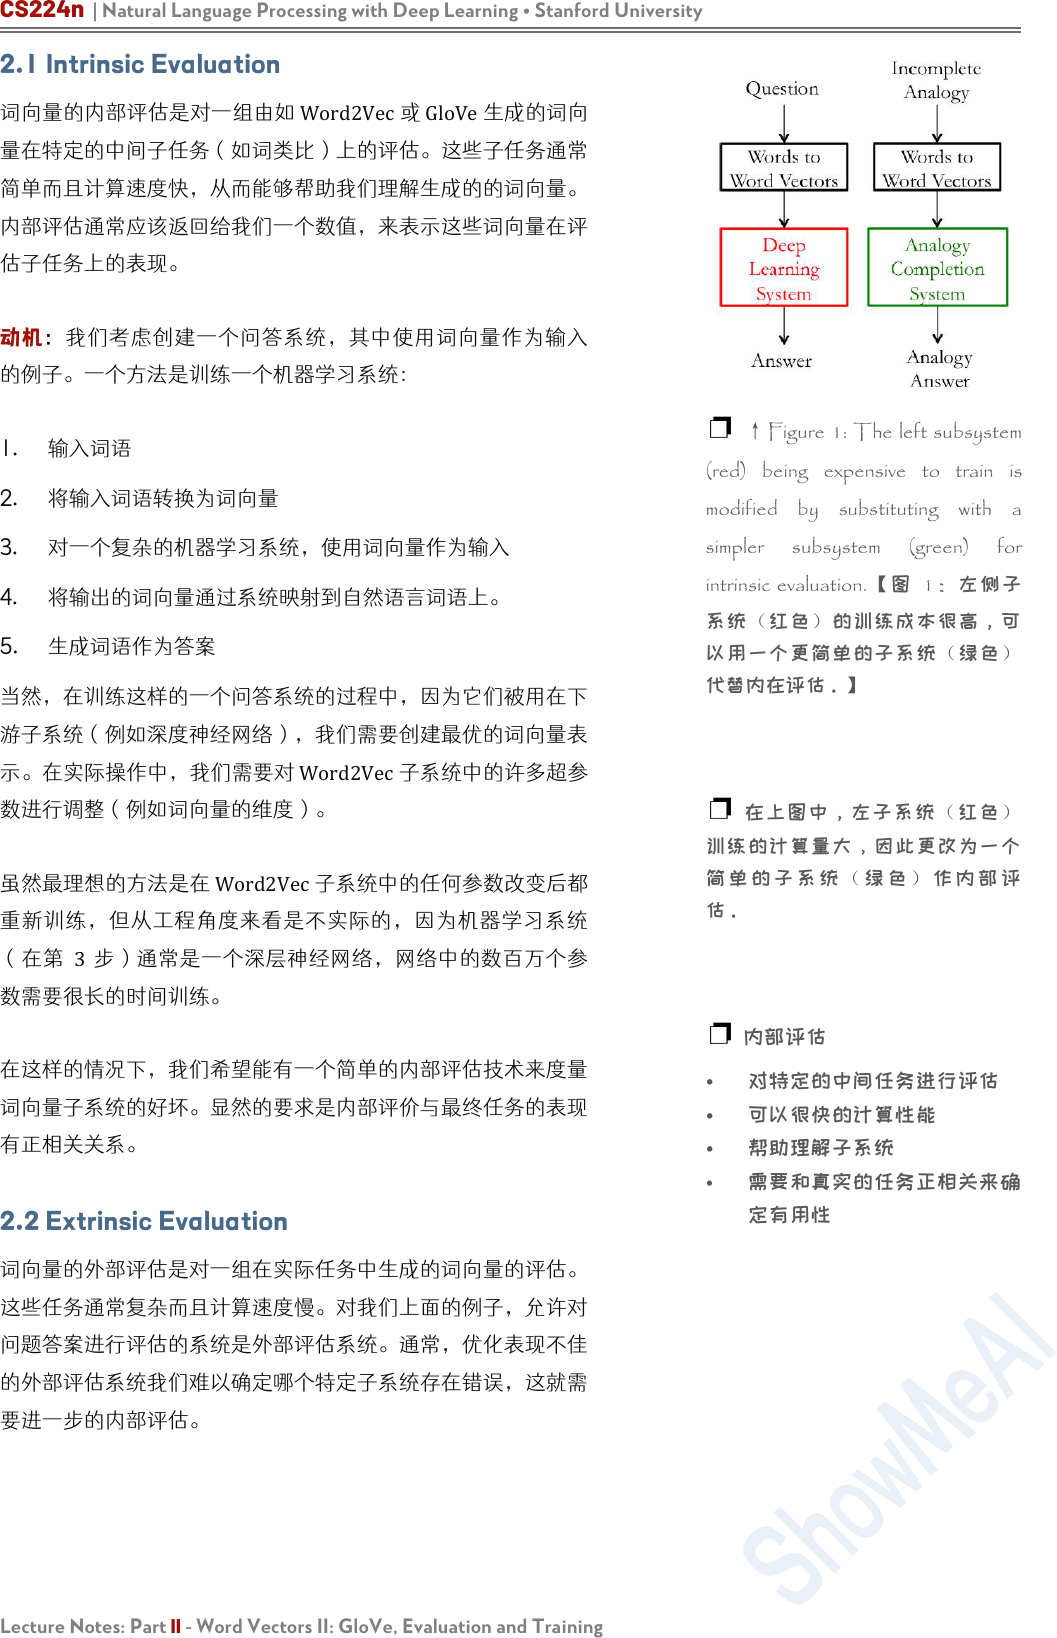 CS224n | Natural Language Processing with Deep Learning • Stanford University
2.1 Intrinsic Evaluation
词向量的内部评估是对一组由如 Word2Vec 或 GloVe 生成的词向
量在特定的中间子任务（如词类比）上的评估。这些子任务通常
简单而且计算速度快，从而能够帮助我们理解生成的的词向量。
内部评估通常应该返回给我们一个数值，来表示这些词向量在评
估子任务上的表现。
动机：我们考虑创建一个问答系统，其中使用词向量作为输入
的例子。一个方法是训练一个机器学习系统：
1. 输入词语
2. 将输入词语转换为词向量
3. 对一个复杂的机器学习系统，使用词向量作为输入
4. 将输出的词向量通过系统映射到自然语言词语上。
5. 生成词语作为答案
当然，在训练这样的一个问答系统的过程中，因为它们被用在下
游子系统（例如深度神经网络），我们需要创建最优的词向量表
示。在实际操作中，我们需要对 Word2Vec 子系统中的许多超参
数进行调整（例如词向量的维度）。
虽然最理想的方法是在 Word2Vec 子系统中的任何参数改变后都
重新训练，但从工程角度来看是不实际的，因为机器学习系统
（在第 3 步）通常是一个深层神经网络，网络中的数百万个参
数需要很长的时间训练。
在这样的情况下，我们希望能有一个简单的内部评估技术来度量
词向量子系统的好坏。显然的要求是内部评价与最终任务的表现
有正相关关系。
2.2 Extrinsic Evaluation
词向量的外部评估是对一组在实际任务中生成的词向量的评估。
这些任务通常复杂而且计算速度慢。对我们上面的例子，允许对
问题答案进行评估的系统是外部评估系统。通常，优化表现不佳
的外部评估系统我们难以确定哪个特定子系统存在错误，这就需
要进一步的内部评估。
Question
Words to
Word Vectors
Deep
Learning
System
Answer
Incomplete
Analogy
Words to
Word Vectors
Analogy
Completion
System
Analogy
Answer
❐ ↑Figure 1: The left subsystem
(red) being expensive to train is
modified by substituting with a
simpler subsystem (green) for
intrinsic evaluation.【图 1：左侧子
系统（红色）的训练成本很高，可
以用一个更简单的子系统（绿色）
代替内在评估.】
❐ 在上图中，左子系统（红色）
训练的计算量大，因此更改为一个
简单的子系统（绿色）作内部评
估.
❐ 内部评估
• 对特定的中间任务进行评估
• 可以很快的计算性能
• 帮助理解子系统
• 需要和真实的任务正相关来确
定有用性
ShowMeAI
Lecture Notes: Part II - Word Vectors II: GloVe, Evaluation and Training